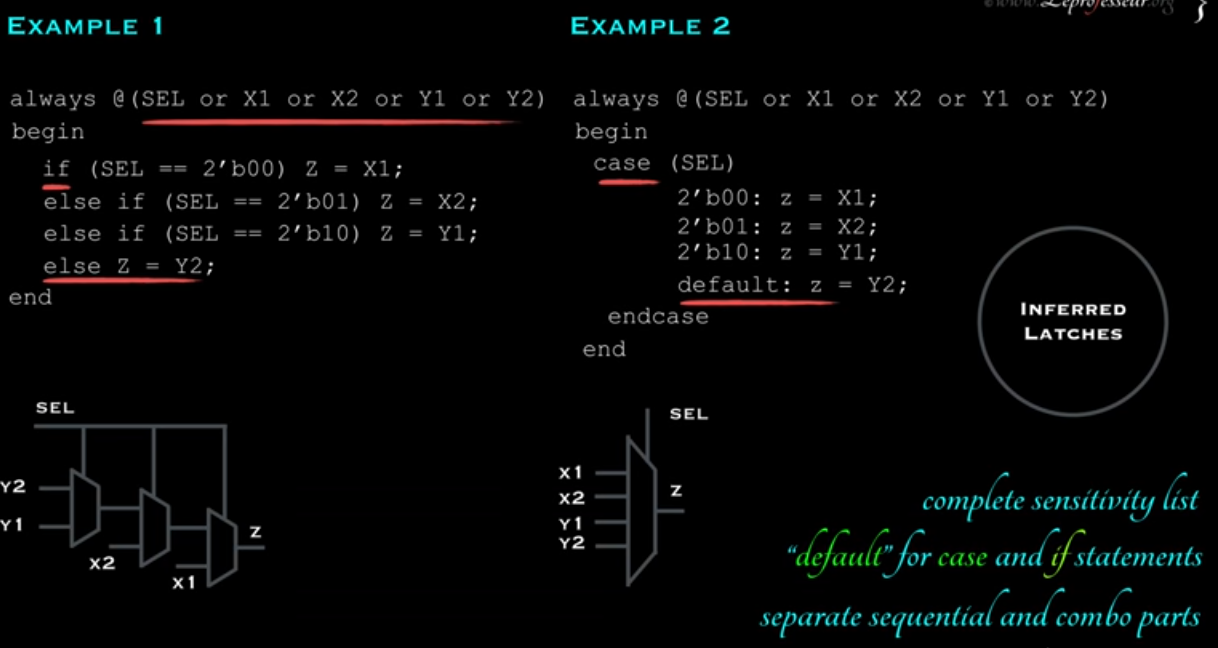 ©www.Leprofesseur.org }
EXAMPLE 1
always @(SEL or X1 or X2 or Y1 or Y2)
begin
if (SEL == 2′b00) Z = X1;
else if (SEL == 2′b01) Z = X2;
else if (SEL == 2′b10) Z = Y1;
else Z = Y2;
end
SEL
Y2
Y1
X2
X1
Z
EXAMPLE 2
always @(SEL or X1 or X2 or Y1 or Y2)
begin
case (SEL)
2′b00: z = X1;
2′b01: z = X2;
2′b10: z = Y1;
default: z = Y2;
endcase
end
SEL
X1
X2
Y1
Y2
Z
INFERRED
LATCHES
complete sensitivity list
“default” for case and if statements
separate sequential and combo parts